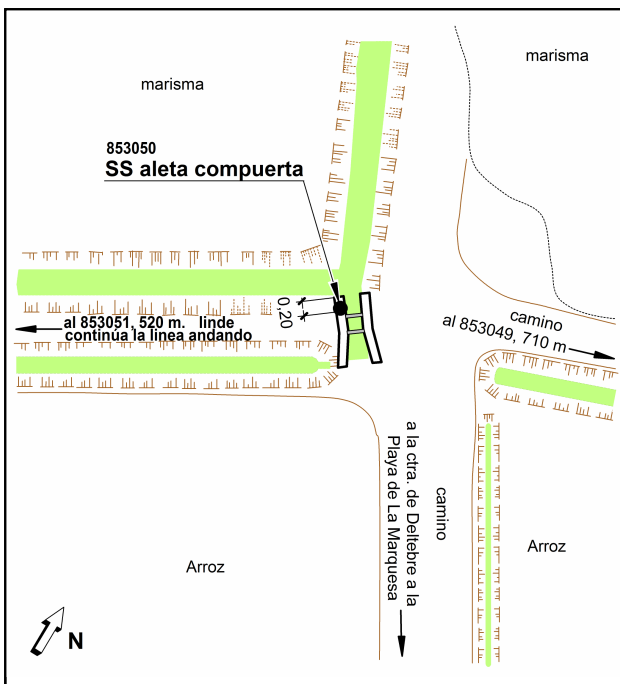 marisma
marisma
853050
SS aleta compuerta
0,20
al 853051, 520 m. linde
continúa la linea andando
camino
al 853049, 710 m
camino
a la ctra. de Deltebre a la
Playa de La Marquesa
Arroz
Arroz
N